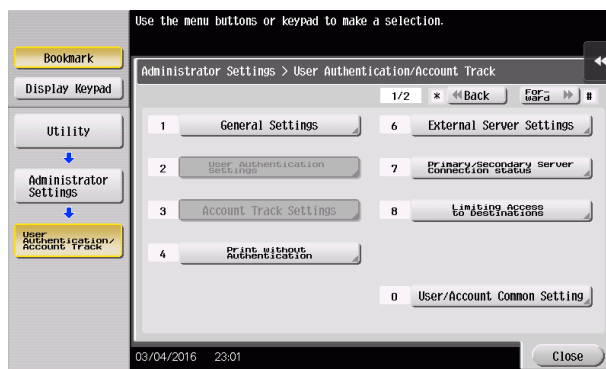 Use the menu buttons or keypad to make a selection.
Bookmark
Display Keypad
Utility
Administrator
Settings
User
Authentication/
Account Track
Administrator Settings > User Authentication/Account Track
1/2 * Back For-
ward #
1 General Settings
2 User Authentication
Settings
3 Account Track Settings
4 Print without
Authentication
6 External Server Settings
7 Primary/Secondary Server
Connection status
8 Limiting Access
to Destinations
0 User/Account Common Setting
03/04/2016 23:01
Close